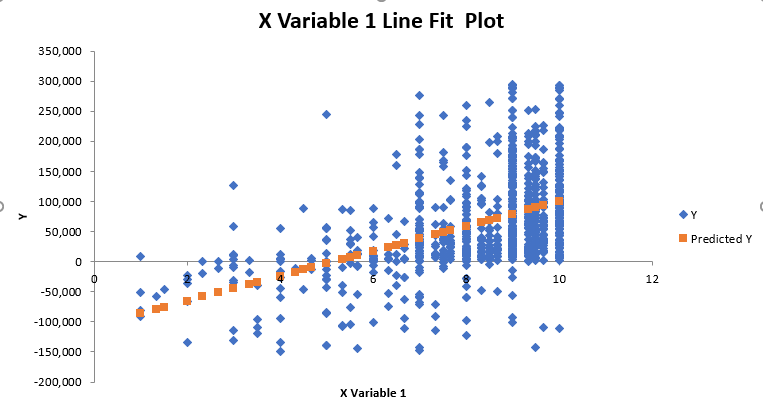 X Variable 1 Line Fit  Plot
350,000
300,000
250,000
200,000
150,000
100,000
50,000
0
-50,000
-100,000
-150,000
-200,000
Y
0 2 4 6 8 10 12
X Variable 1
Y
Predicted Y